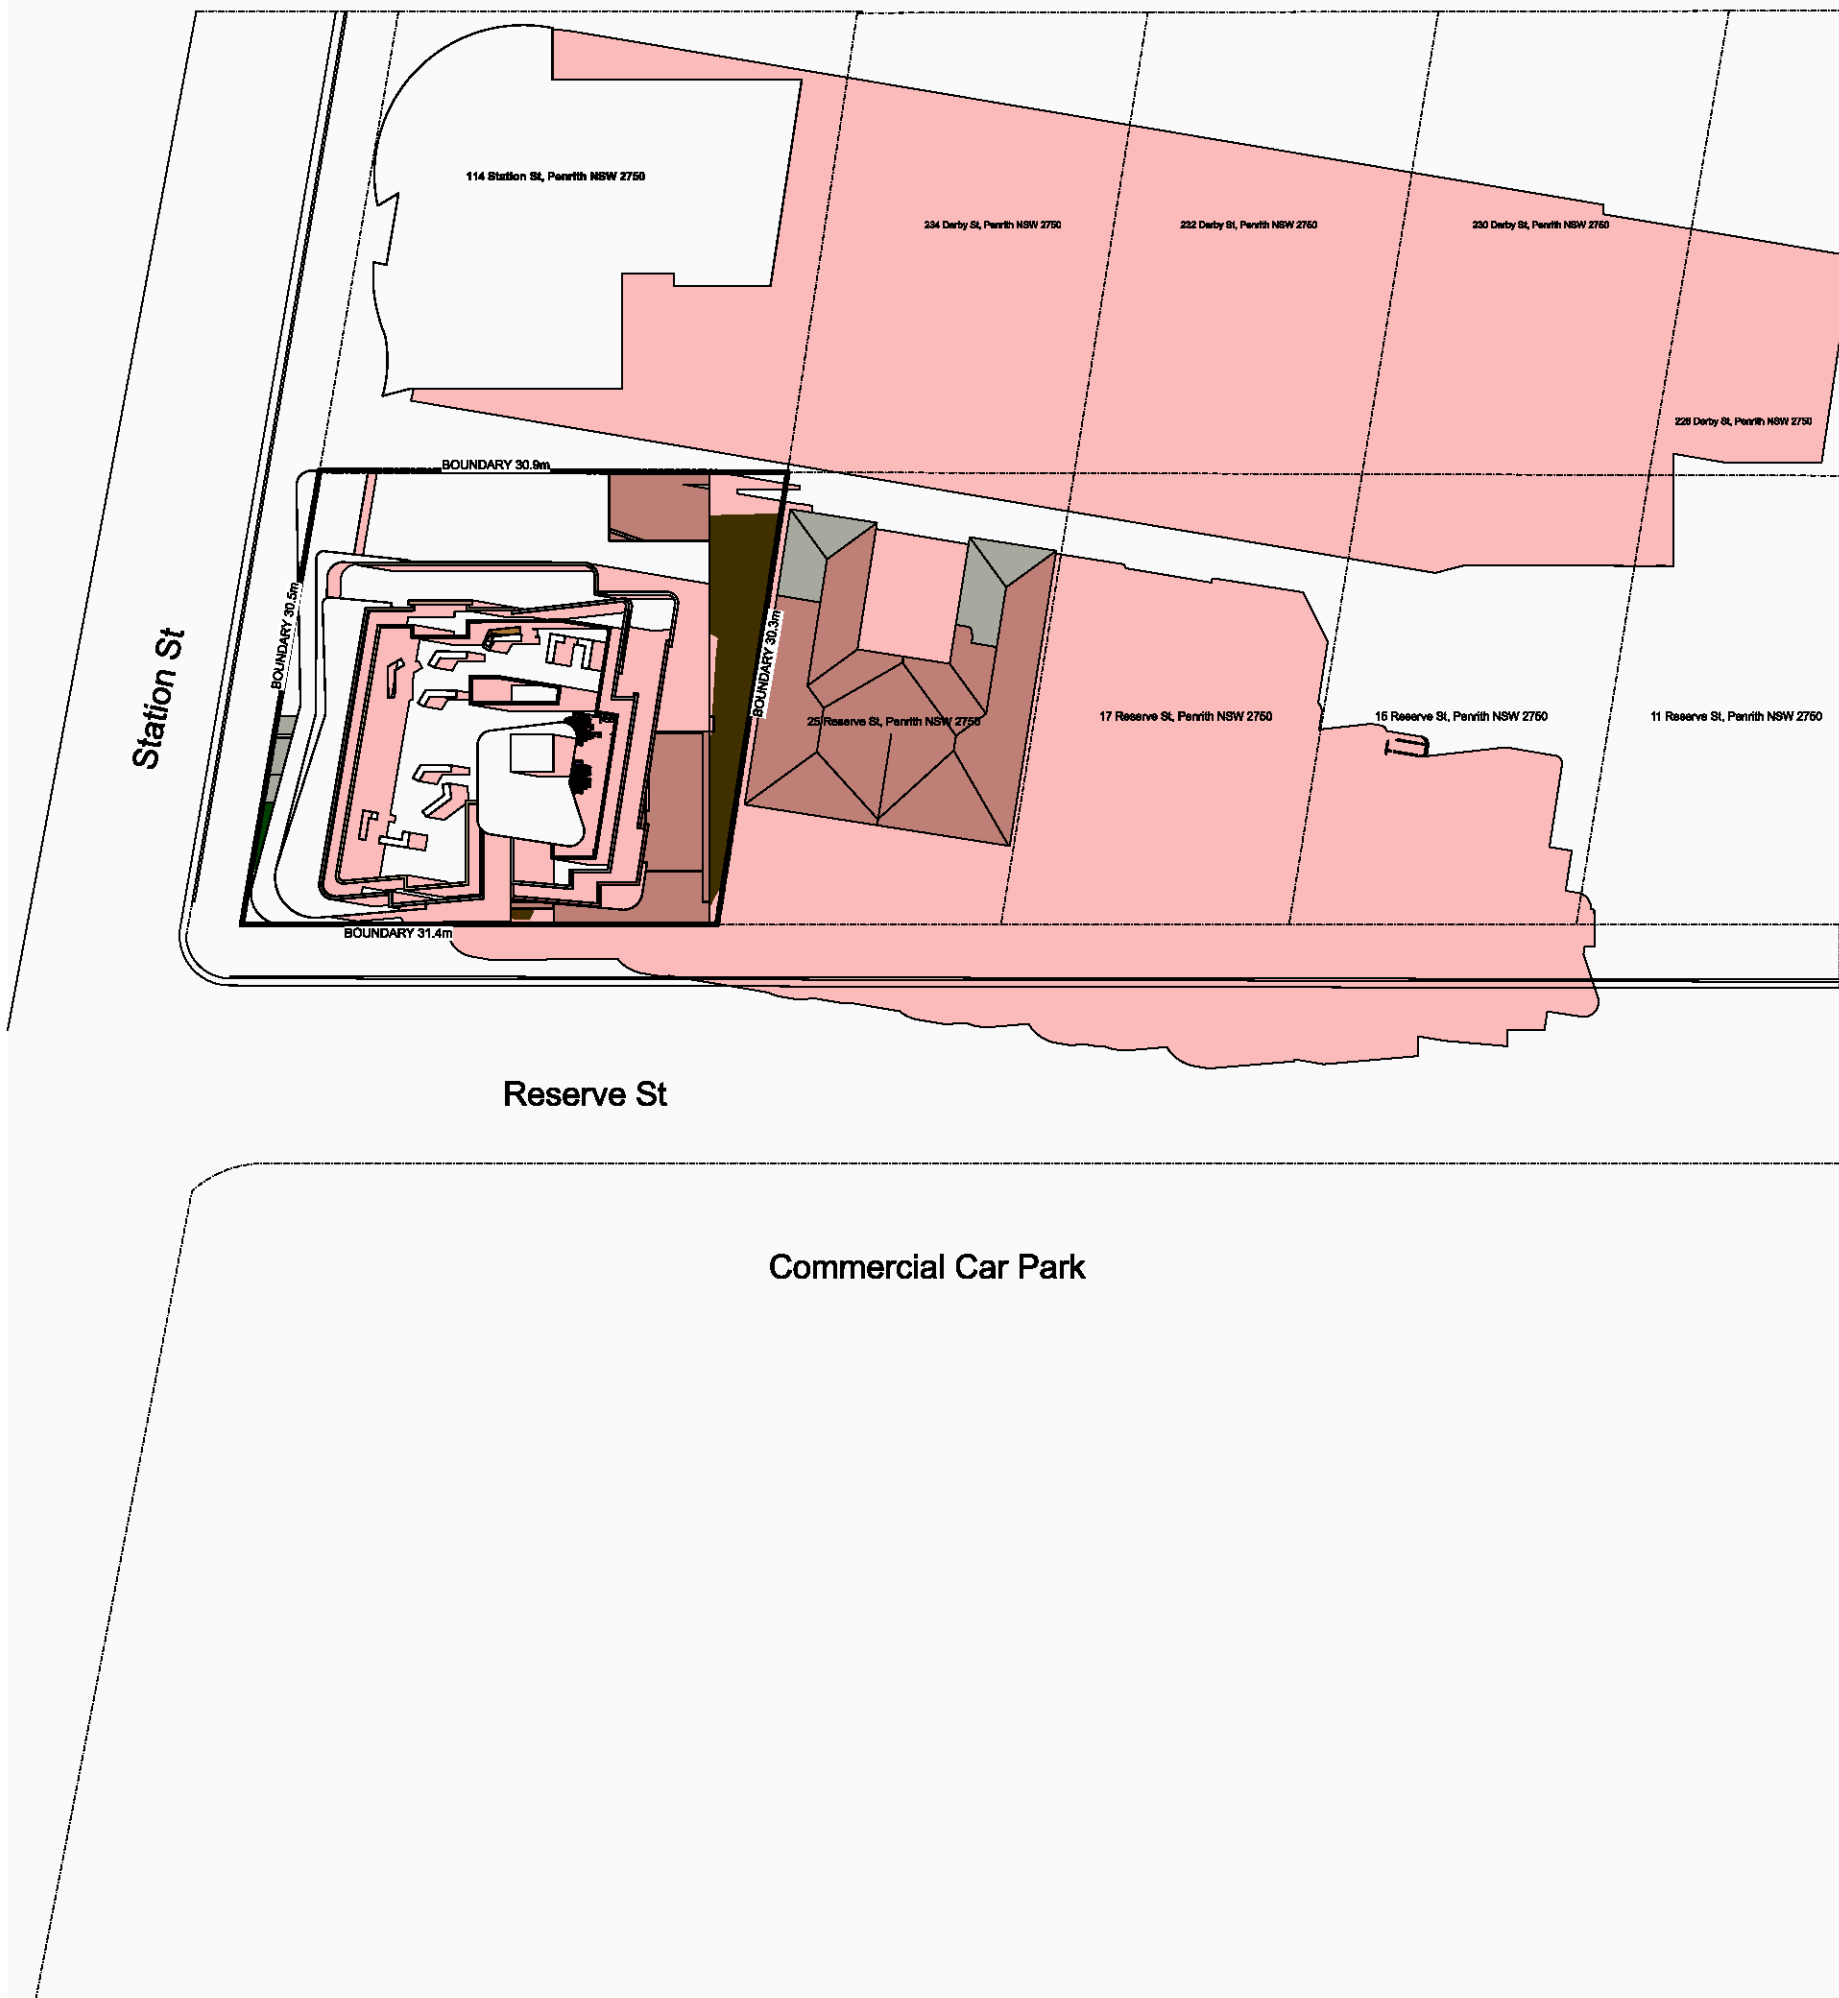 114 Station St, Penrith NSW 2750
234 Derby St, Penrith NSW 2750
232 Derby St, Penrith NSW 2750
230 Derby St, Penrith NSW 2750
228 Derby St, Penrith NSW 2750
BOUNDARY 30.9m
BOUNDARY 30.5m
BOUNDARY 30.3m
Station St
25 Reserve St, Penrith NSW 2750
17 Reserve St, Penrith NSW 2750
15 Reserve St, Penrith NSW 2750
11 Reserve St, Penrith NSW 2750
BOUNDARY 31.4m
Reserve St
Commercial Car Park